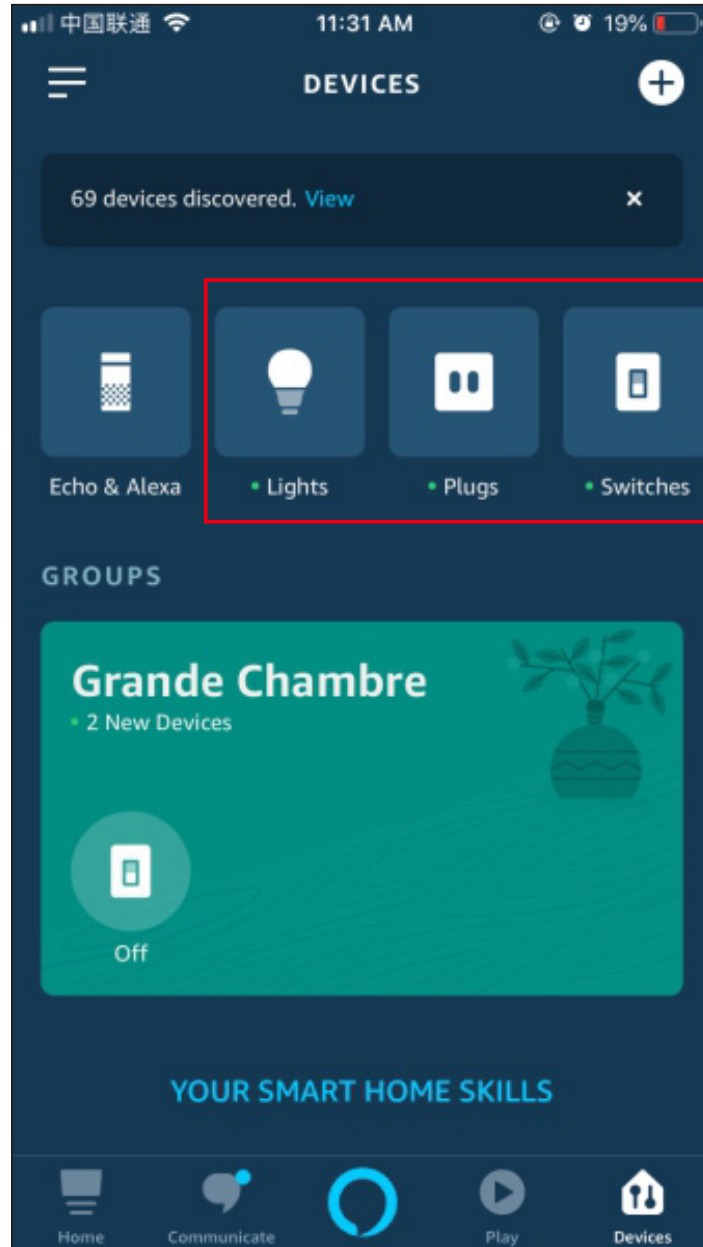 中国联通 11:31 AM 19%
DEVICES
69 devices discovered. View
Echo & Alexa • Lights • Plugs • Switches
GROUPS
Grande Chambre
• 2 New Devices
Off
YOUR SMART HOME SKILLS
Home Communicate Play Devices